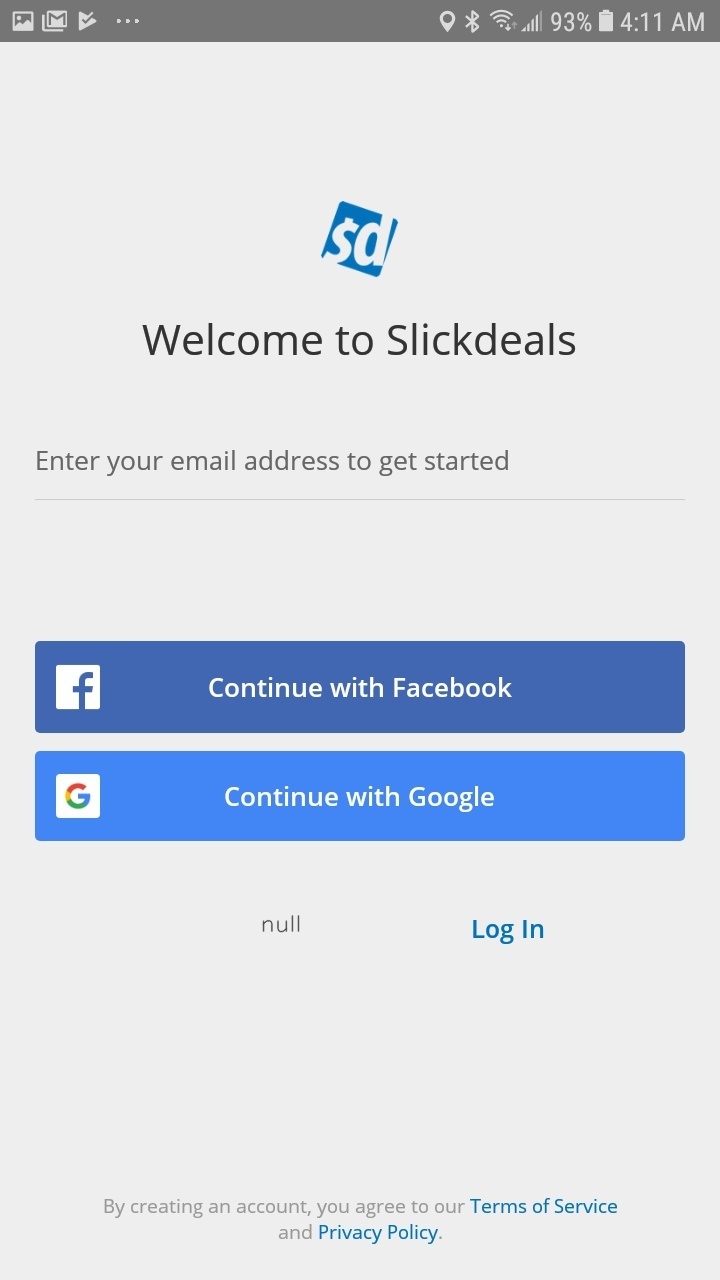 93% 4:11 AM
sd
Welcome to Slickdeals
Enter your email address to get started
Continue with Facebook
G Continue with Google
null Log In
By creating an account, you agree to our Terms of Service
and Privacy Policy.